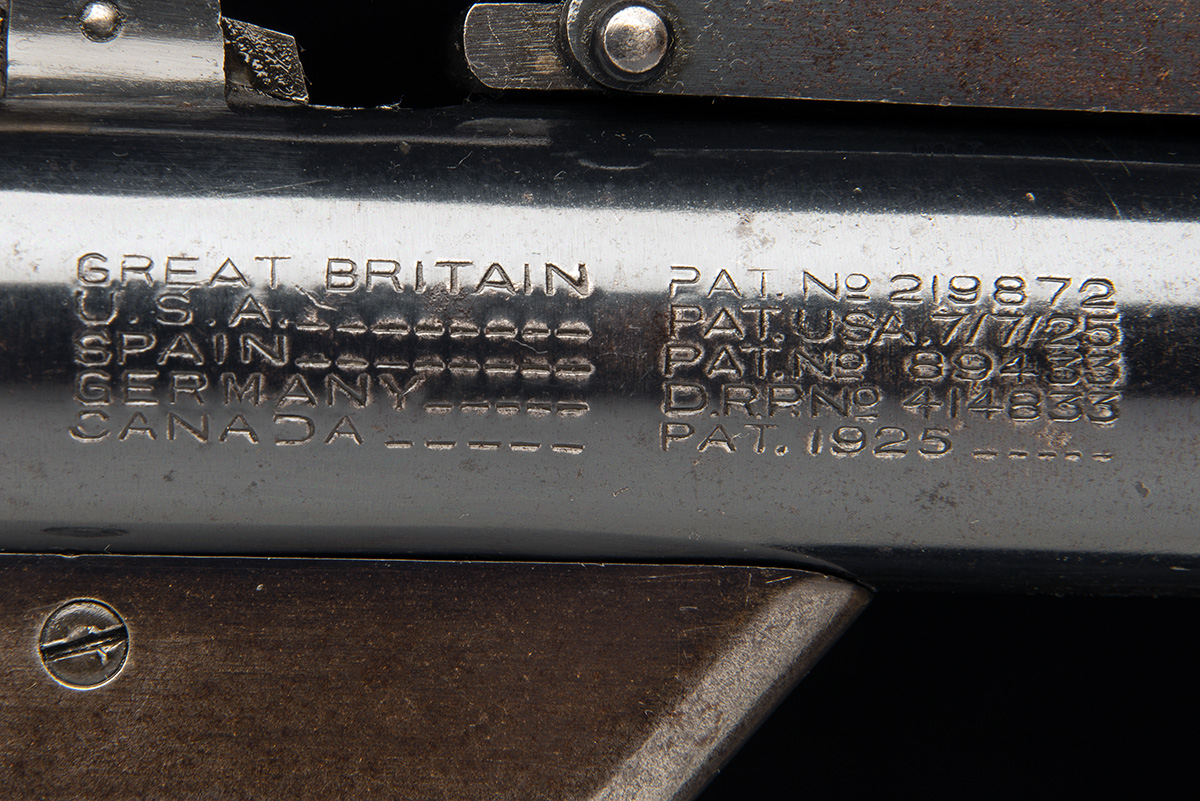 GREAT BRITAIN PAT. No 219872
U.S.A. _ _ _ _ _ _ _ _ PAT. USA. 7/7/25
SPAIN _ _ _ _ _ _ _ _ PAT. No 89433
GERMANY _ _ _ _ _ D.R.P. No 414833
CANADA _ _ _ _ _ PAT. 1925 _ _ _ _ _